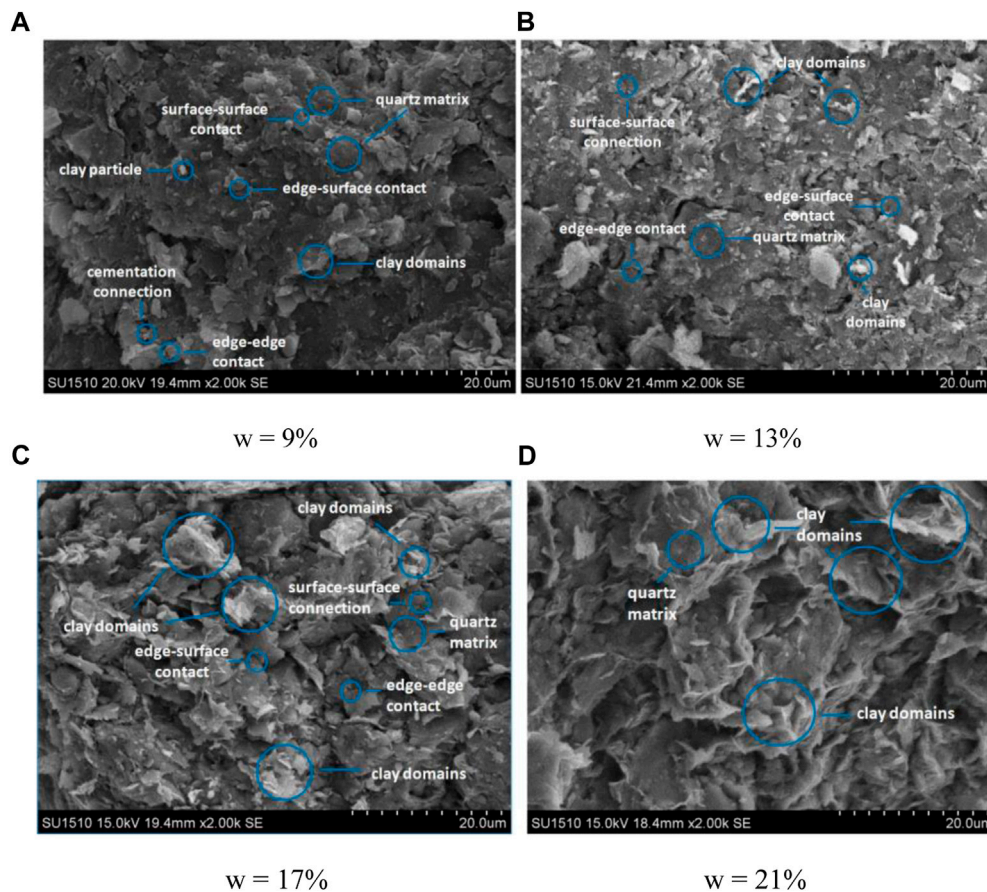 A
surface-surface
contact
quartz matrix
clay particle
edge-surface contact
clay domains
cementation
connection
edge-edge
contact
SU1510 20.0kV 19.4mm x2.00k SE
20.0um
w = 9%
B
clay domains
surface-surface
connection
edge-surface
contact
edge-edge contact
quartz matrix
clay
domains
SU1510 15.0kV 21.4mm x2.00k SE
20.0um
w = 13%
C
clay domains
surface-surface
connection
clay domains
quartz
matrix
edge-surface
contact
edge-edge
contact
clay domains
SU1510 15.0kV 19.4mm x2.00k SE
20.0um
w = 17%
D
clay
domains
quartz
matrix
clay domains
SU1510 15.0kV 18.4mm x2.00k SE
20.0um
w = 21%